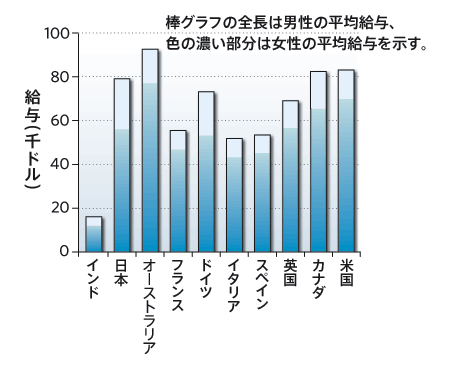 棒グラフの全長は男性の平均給与、
色の濃い部分は女性の平均給与を示す。
給与(千ドル)
100
80
60
40
20
0
インド
日本
オーストラリア
フランス
ドイツ
イタリア
スペイン
英国
カナダ
米国